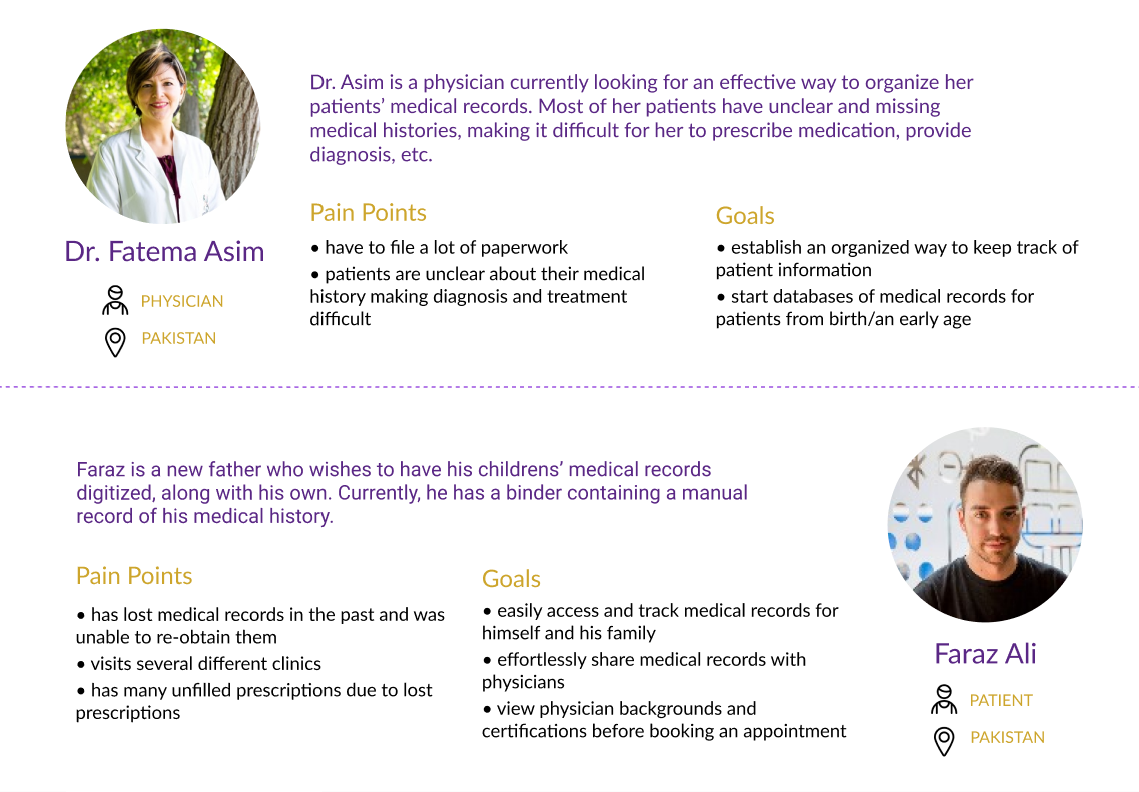 Dr. Asim is a physician currently looking for an effective way to organize her
patients’ medical records. Most of her patients have unclear and missing
medical histories, making it difficult for her to prescribe medication, provide
diagnosis, etc.
Dr. Fatema Asim
PHYSICIAN
PAKISTAN
Pain Points
• have to file a lot of paperwork
• patients are unclear about their medical
history making diagnosis and treatment
difficult
Goals
• establish an organized way to keep track of
patient information
• start databases of medical records for
patients from birth/an early age
Faraz is a new father who wishes to have his childrens’ medical records
digitized, along with his own. Currently, he has a binder containing a manual
record of his medical history.
Pain Points
• has lost medical records in the past and was
unable to re-obtain them
• visits several different clinics
• has many unfilled prescriptions due to lost
prescriptions
Goals
• easily access and track medical records for
himself and his family
• effortlessly share medical records with
physicians
• view physician backgrounds and
certifications before booking an appointment
Faraz Ali
PATIENT
PAKISTAN